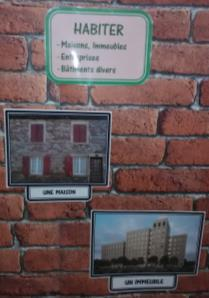 HABITER
- Maisons, Immeubles
- Entreprises
- Bâtiments divers
UNE MAISON
UN IMMEUBLE